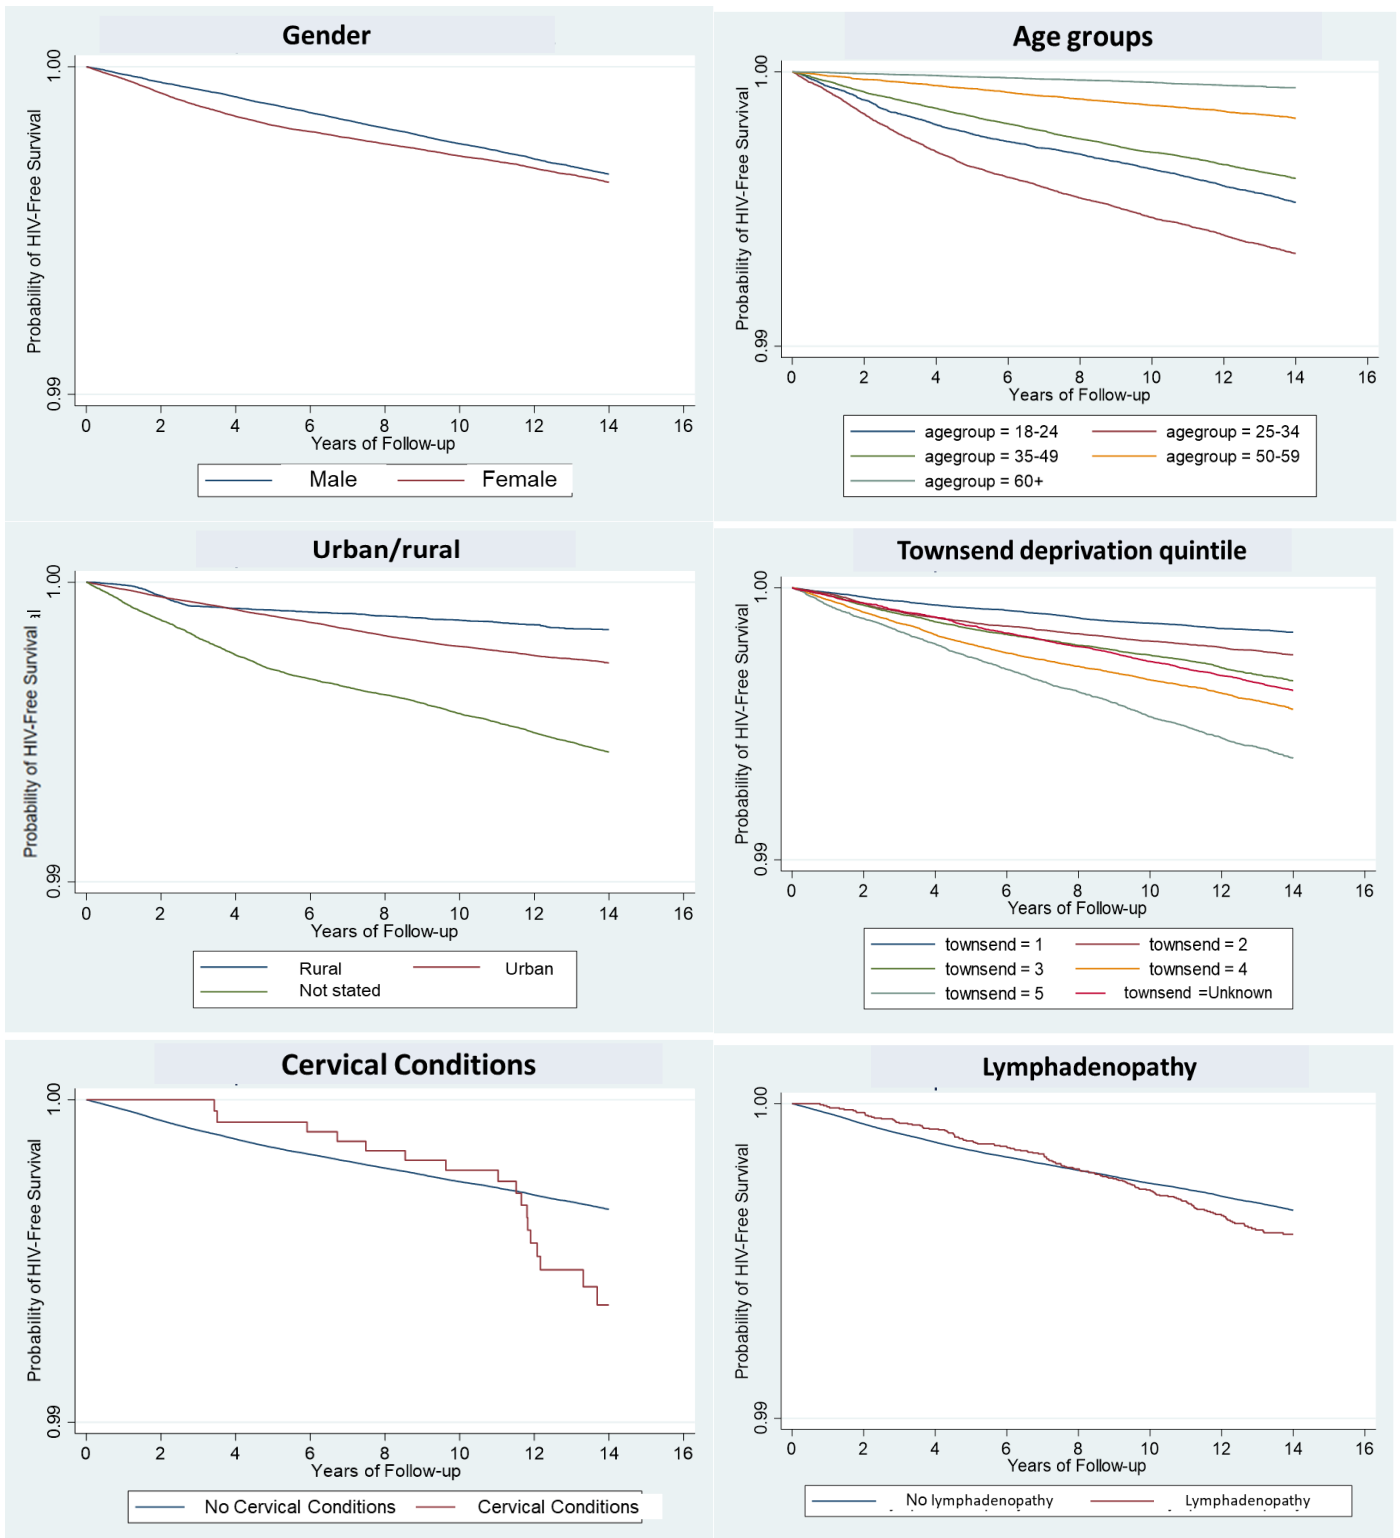 Gender
Probability of HIV-Free Survival
1.00
0.99
0 2 4 6 8 10 12 14 16
Years of Follow-up
Male Female
Age groups
Probability of HIV-Free Survival
1.00
0.99
0 2 4 6 8 10 12 14 16
Years of Follow-up
agegroup = 18-24 agegroup = 25-34
agegroup = 35-49 agegroup = 50-59
agegroup = 60+
Urban/rural
Probability of HIV-Free Survival
1.00
0.99
0 2 4 6 8 10 12 14 16
Years of Follow-up
Rural Urban
Not stated
Townsend deprivation quintile
Probability of HIV-Free Survival
1.00
0.99
0 2 4 6 8 10 12 14 16
Years of Follow-up
townsend = 1 townsend = 2
townsend = 3 townsend = 4
townsend = 5 townsend =Unknown
Cervical Conditions
Probability of HIV-Free Survival
1.00
0.99
0 2 4 6 8 10 12 14 16
Years of Follow-up
No Cervical Conditions Cervical Conditions
Lymphadenopathy
Probability of HIV-Free Survival
1.00
0.99
0 2 4 6 8 10 12 14 16
Years of Follow-up
No lymphadenopathy Lymphadenopathy